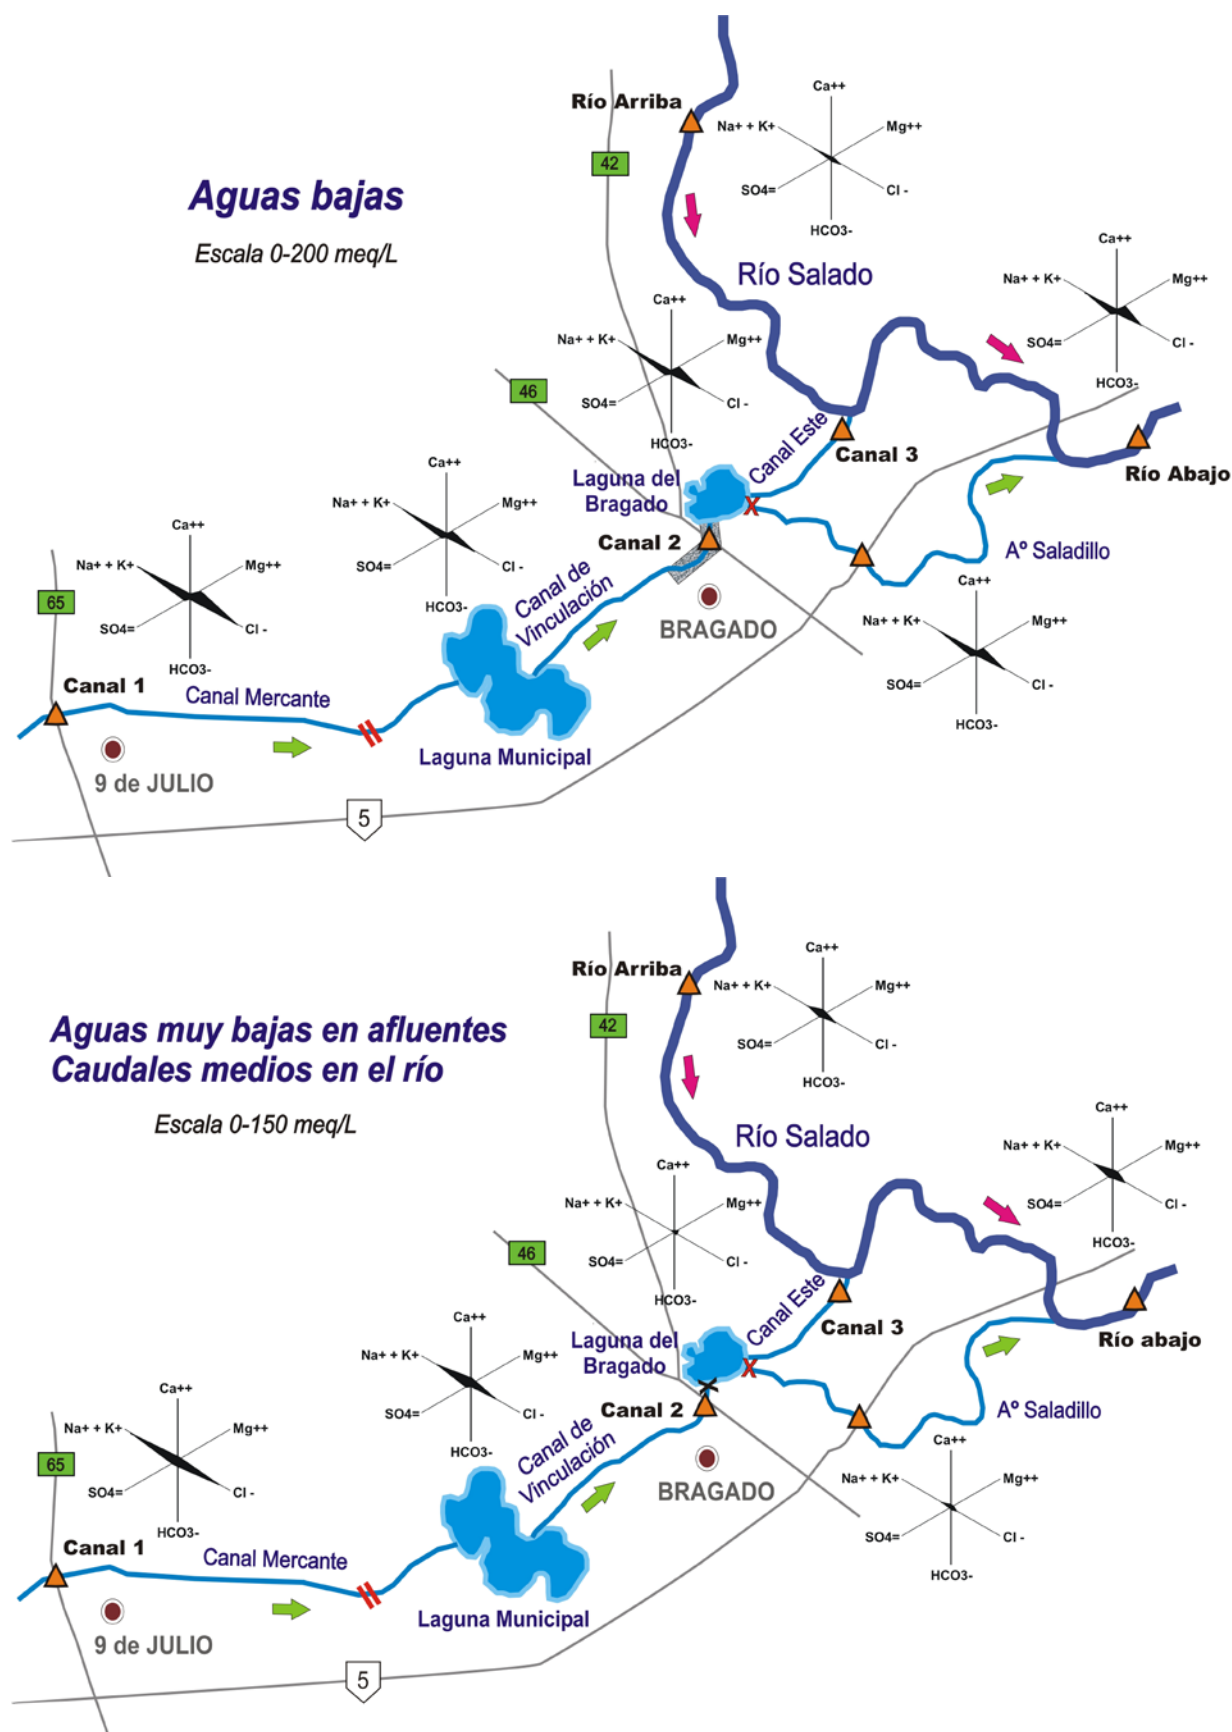 Ca++
Río Arriba
Na+ + K+
Mg++
42
SO4=
Cl -
HCO3-
Aguas bajas
Escala 0-200 meq/L
Río Salado
Ca++
Na+ + K+
Mg++
SO4=
Cl -
HCO3-
Ca++
Na+ + K+
Mg++
SO4=
Cl -
HCO3-
46
Canal Este
Canal 3
Río Abajo
Laguna del
Bragado
Canal 2
Ca++
Na+ + K+
Mg++
SO4=
Cl -
HCO3-
Canal de
Vinculación
BRAGADO
Aº Saladillo
Ca++
Na+ + K+
Mg++
SO4=
Cl -
HCO3-
Ca++
Na+ + K+
Mg++
SO4=
Cl -
HCO3-
65
Canal 1
Canal Mercante
Laguna Municipal
9 de JULIO
5
Ca++
Río Arriba
Na+ + K+
Mg++
42
SO4=
Cl -
HCO3-
Aguas muy bajas en afluentes
Caudales medios en el río
Escala 0-150 meq/L
Río Salado
Ca++
Na+ + K+
Mg++
SO4=
Cl -
HCO3-
Ca++
Na+ + K+
Mg++
SO4=
Cl -
HCO3-
46
Canal Este
Canal 3
Río abajo
Laguna del
Bragado
Canal 2
Ca++
Na+ + K+
Mg++
SO4=
Cl -
HCO3-
Canal de
Vinculación
BRAGADO
Aº Saladillo
Ca++
Na+ + K+
Mg++
SO4=
Cl -
HCO3-
Ca++
Na+ + K+
Mg++
SO4=
Cl -
HCO3-
65
Canal 1
Canal Mercante
Laguna Municipal
9 de JULIO
5